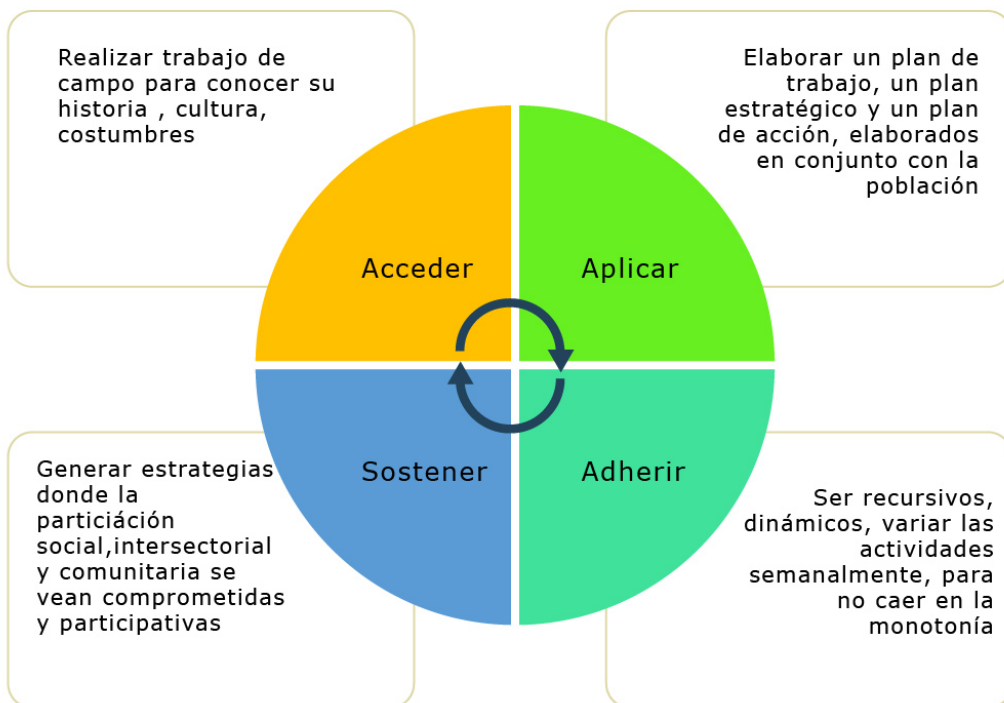 Realizar trabajo de
campo para conocer su
historia , cultura,
costumbres
Elaborar un plan de
trabajo, un plan
estratégico y un plan
de acción, elaborados
en conjunto con la
población
Acceder
Aplicar
Sostener
Adherir
Generar estrategias
donde la
particiáción
social,intersectorial
y comunitaria se
vean comprometidas
y participativas
Ser recursivos,
dinámicos, variar las
actividades
semanalmente, para
no caer en la
monotonía